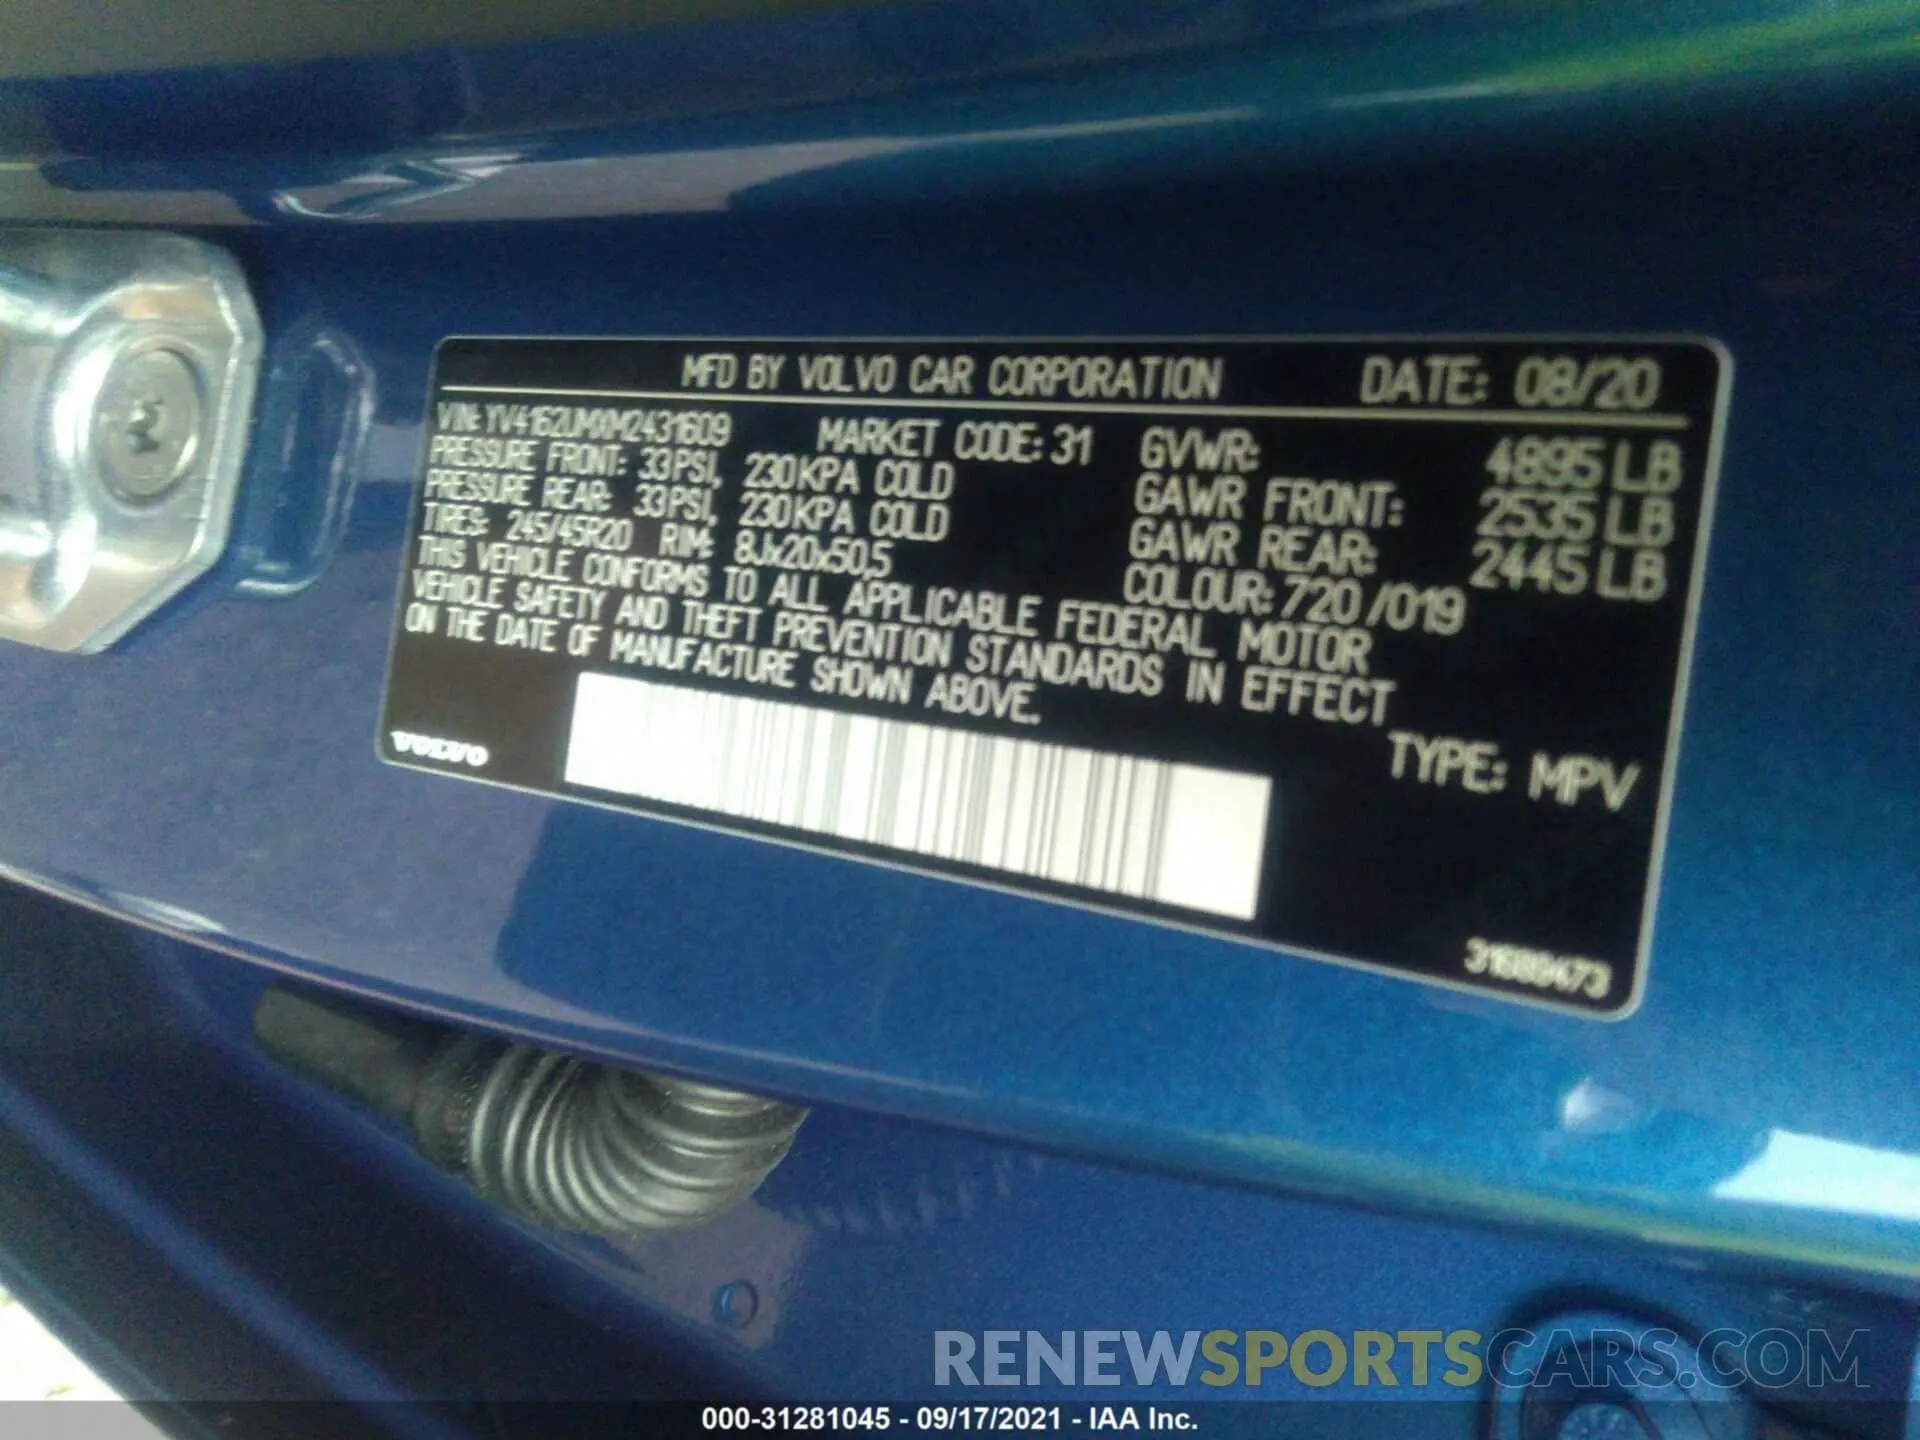 MFD BY VOLVO CAR CORPORATION DATE: 08/20
VIN: YV4162UMXM2431609 MARKET CODE: 31 GVWR: 4895 LB
PRESSURE FRONT: 33PSI, 230KPA COLD GAWR FRONT: 2535 LB
PRESSURE REAR: 33PSI, 230KPA COLD GAWR REAR: 2445 LB
TIRES: 245/45R20 RIM: 8Jx20x50,5 COLOUR: 720 /019
THIS VEHICLE CONFORMS TO ALL APPLICABLE FEDERAL MOTOR
VEHICLE SAFETY AND THEFT PREVENTION STANDARDS IN EFFECT
ON THE DATE OF MANUFACTURE SHOWN ABOVE.
TYPE: MPV
VOLVO
RENEWSPORTSCARS.COM
000-31281045 - 09/17/2021 - IAA Inc.